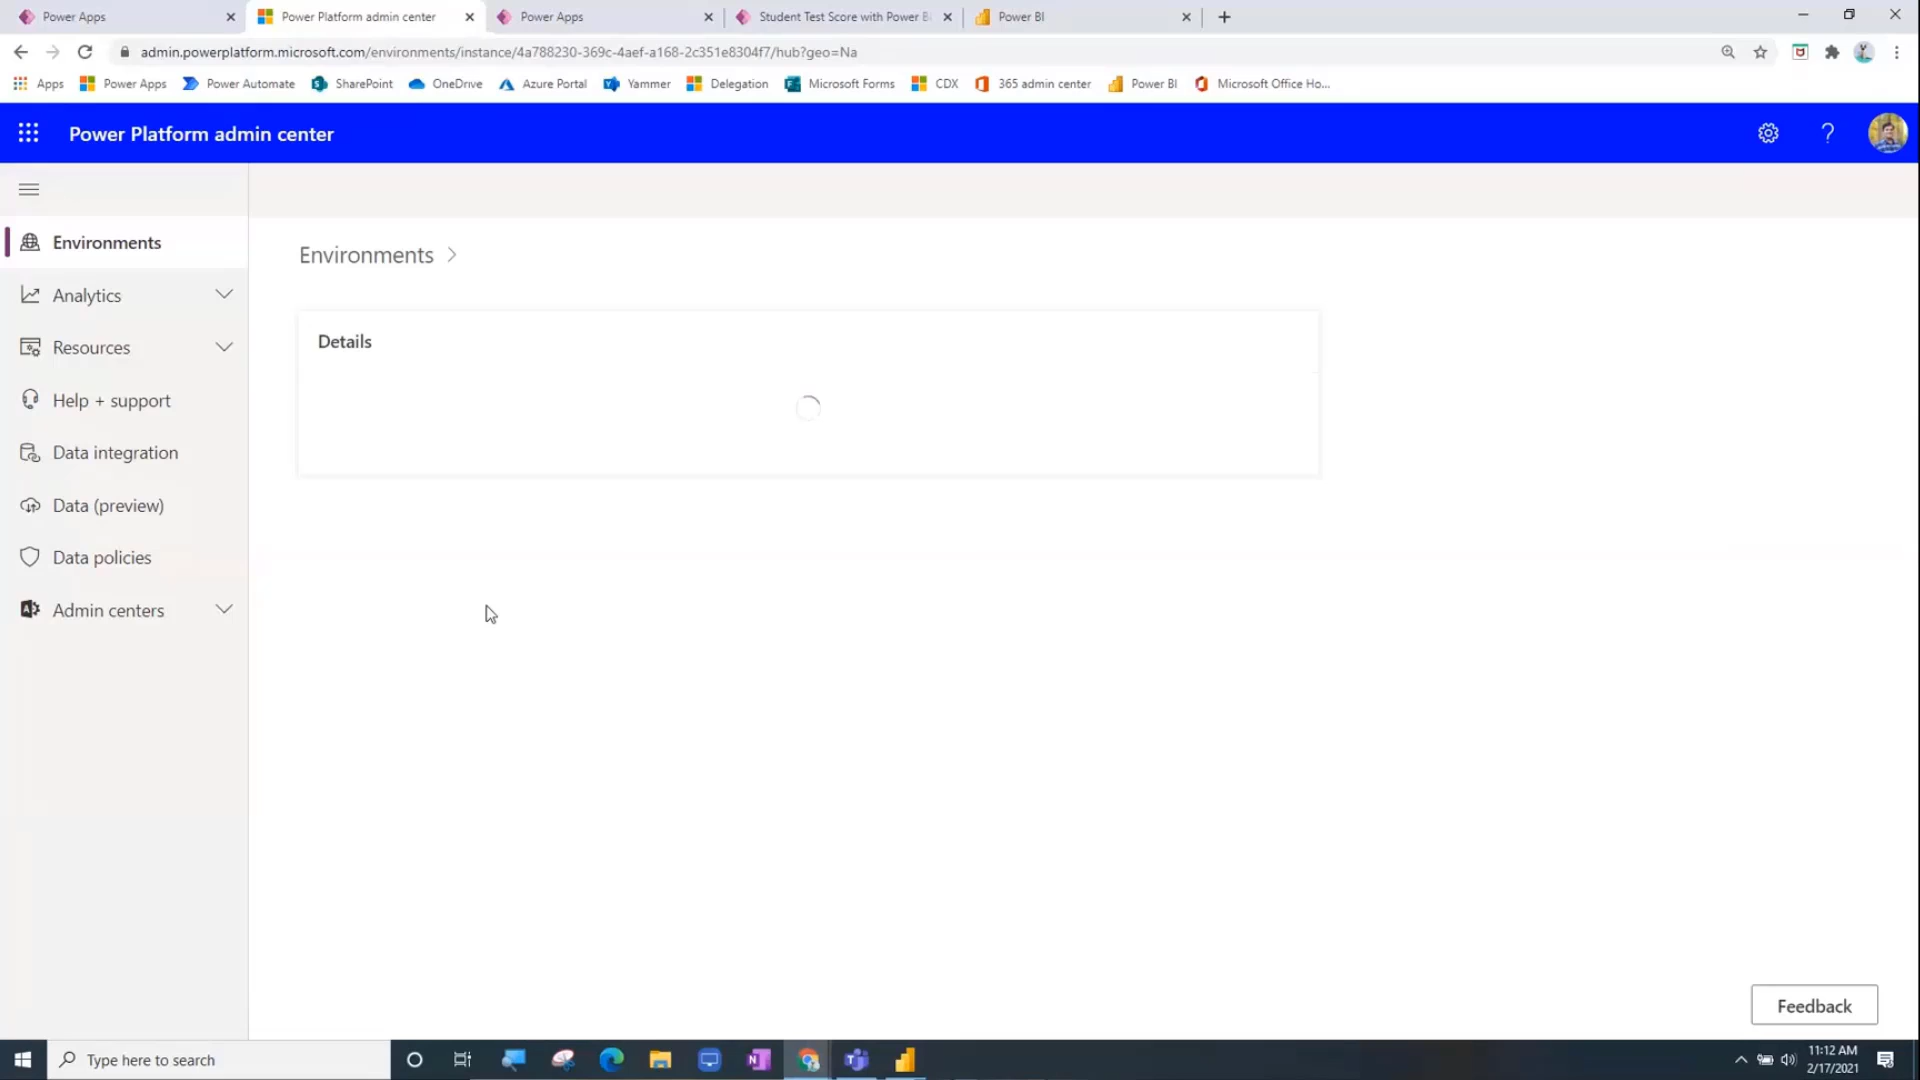 Power Apps
Power Platform admin center
Power Apps
Student Test Score with Power B
Power BI
admin.powerplatform.microsoft.com/environments/instance/4a788230-369c-4aef-a168-2c351e8304f7/hub?geo=Na
Apps Power Apps Power Automate SharePoint OneDrive Azure Portal Yammer Delegation Microsoft Forms CDX 365 admin center Power BI Microsoft Office Ho...
Power Platform admin center
Environments
Analytics
Resources
Help + support
Data integration
Data (preview)
Data policies
Admin centers
Environments
Details
Feedback
Type here to search
11:12 AM
2/17/2021